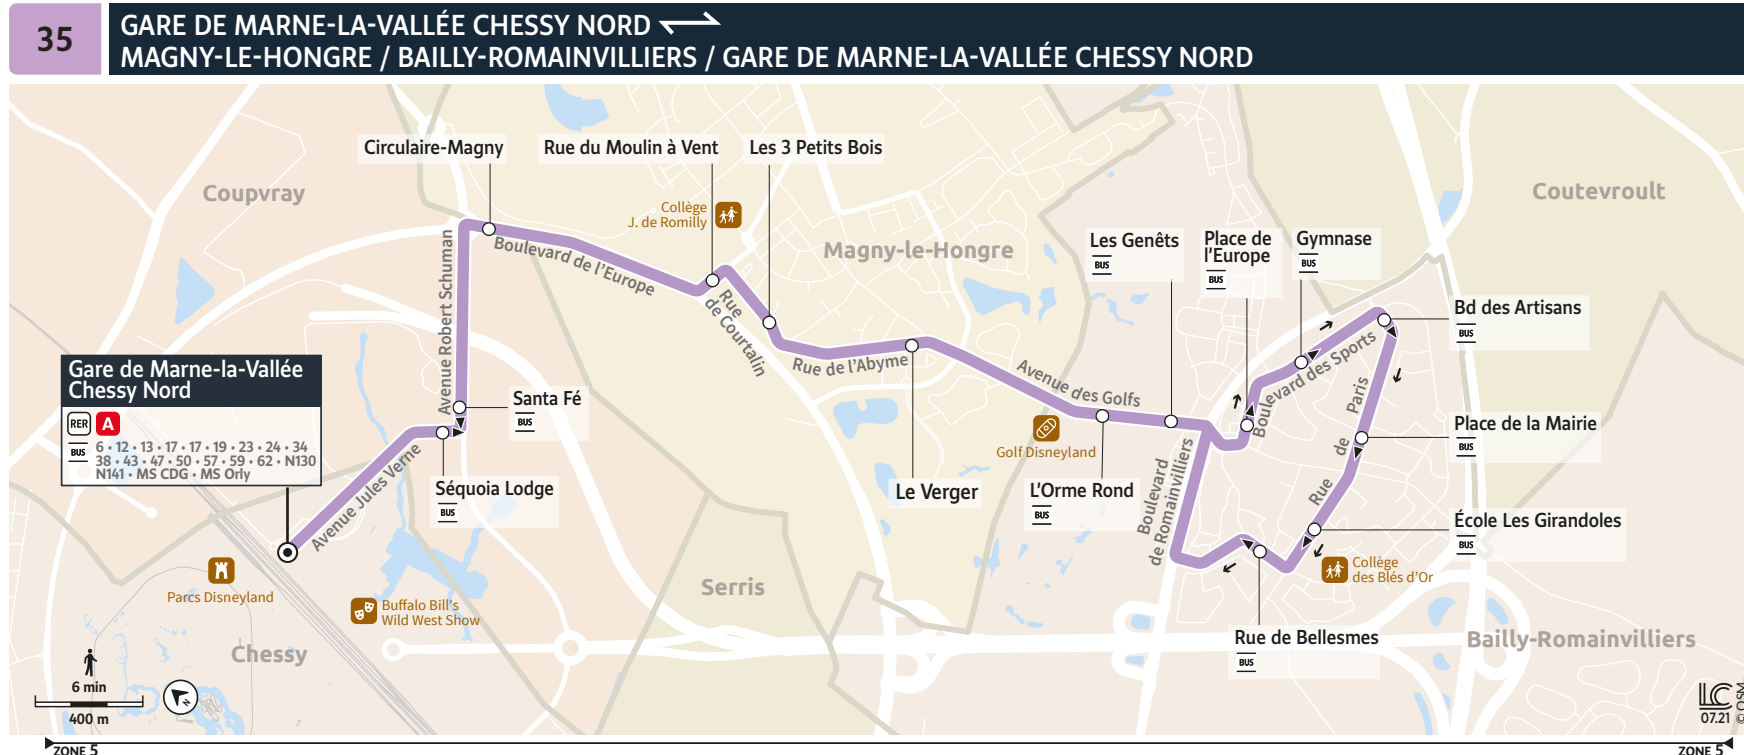 35
GARE DE MARNE-LA-VALLÉE CHESSY NORD
MAGNY-LE-HONGRE / BAILLY-ROMAINVILLIERS / GARE DE MARNE-LA-VALLÉE CHESSY NORD
Circulaire-Magny
Rue du Moulin à Vent
Les 3 Petits Bois
Coupvray
Coutevroult
Collège
J. de Romilly
Magny-le-Hongre
Les Genêts
BUS
Place de
l'Europe
BUS
Gymnase
BUS
Avenue Robert Schuman
Boulevard de l'Europe
Rue
de Courtalin
Bd des Artisans
BUS
Gare de Marne-la-Vallée
Chessy Nord
RER A
BUS
6 • 12 • 13 • 17 • 17 • 19 • 23 • 24 • 34
38 • 43 • 47 • 50 • 57 • 59 • 62 • N130
N141 • MS CDG • MS Orly
Rue de l'Abyme
Avenue des Golfs
Boulevard des Sports
Rue de Paris
Santa Fé
BUS
Golf Disneyland
Place de la Mairie
BUS
Avenue Jules Verne
Séquoia Lodge
BUS
Le Verger
L'Orme Rond
BUS
Boulevard
de Romainvilliers
École Les Girandoles
BUS
Collège
des Blés d'Or
Parcs Disneyland
Buffalo Bill's
Wild West Show
Serris
Chessy
Rue de Bellesmes
BUS
Bailly-Romainvilliers
6 min
400 m
N
LC
07.21
© OSM
ZONE 5
ZONE 5